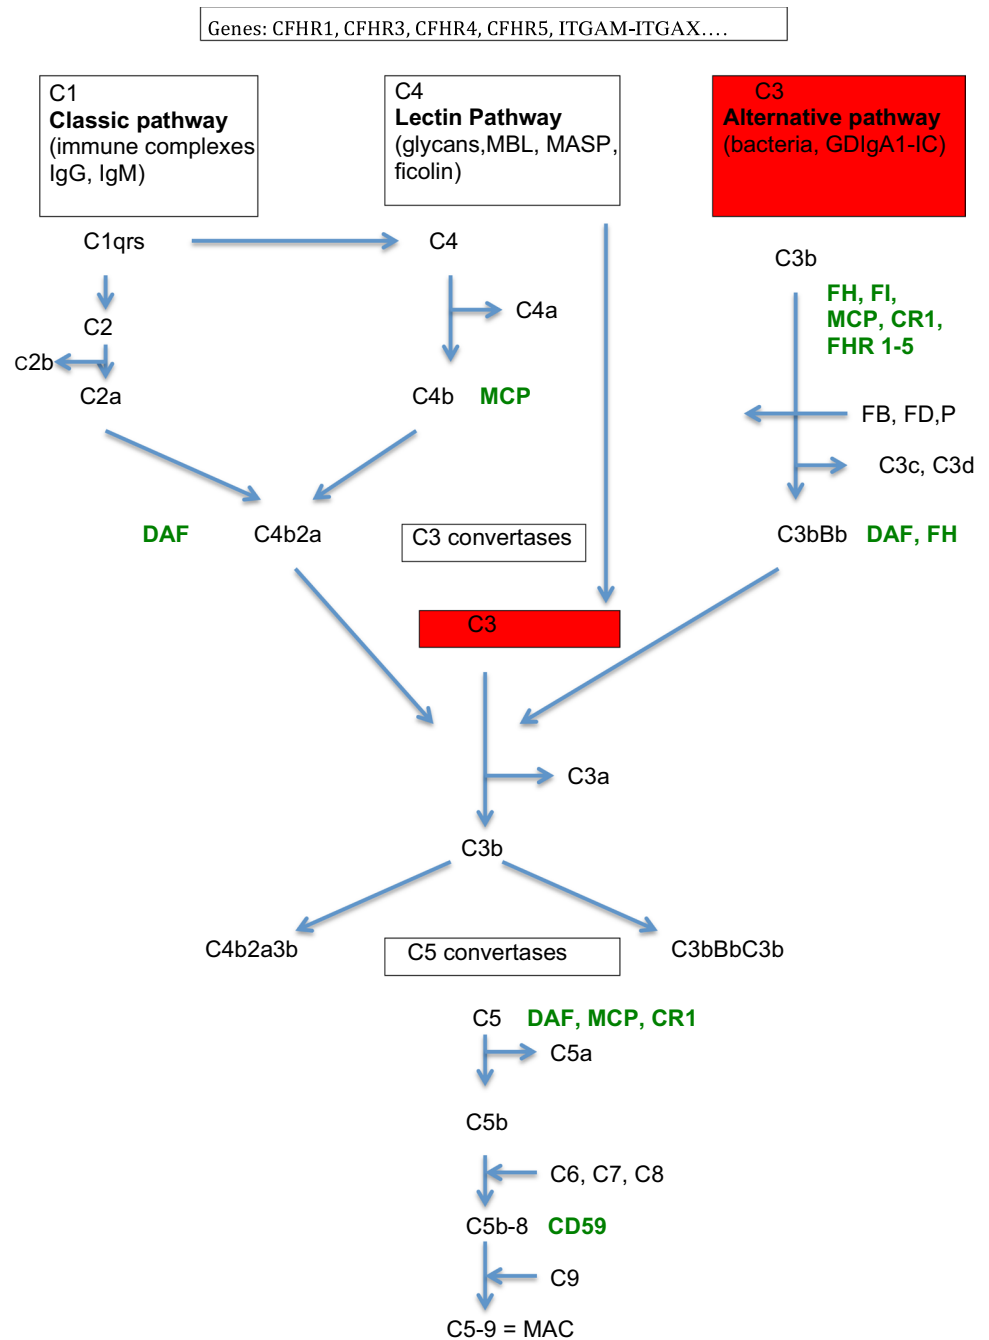 Genes: CFHR1, CFHR3, CFHR4, CFHR5, ITGAM-ITGAX....
C1
Classic pathway
(immune complexes
IgG, IgM)
C4
Lectin Pathway
(glycans,MBL, MASP,
ficolin)
C3
Alternative pathway
(bacteria, GDIgA1-IC)
C1qrs
C4
C3b
FH, FI,
MCP, CR1,
FHR 1-5
C4a
C2
C2b
C2a
C4b
MCP
FB, FD,P
C3c, C3d
DAF
C4b2a
C3 convertases
C3bBb
DAF, FH
C3
C3a
C3b
C4b2a3b
C5 convertases
C3bBbC3b
C5
DAF, MCP, CR1
C5a
C5b
C6, C7, C8
C5b-8
CD59
C9
C5-9 = MAC